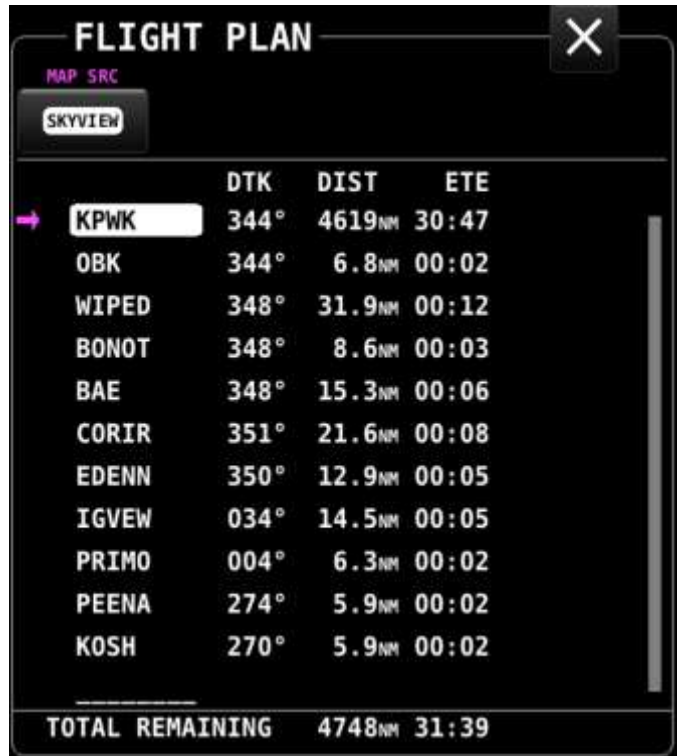 FLIGHT PLAN
MAP SRC
SKYVIEW
DTK DIST ETE
KPWK 344° 4619NM 30:47
OBK 344° 6.8NM 00:02
WIPED 348° 31.9NM 00:12
BONOT 348° 8.6NM 00:03
BAE 348° 15.3NM 00:06
CORIR 351° 21.6NM 00:08
EDENN 350° 12.9NM 00:05
IGVEW 034° 14.5NM 00:05
PRIMO 004° 6.3NM 00:02
PEENA 274° 5.9NM 00:02
KOSH 270° 5.9NM 00:02
________
TOTAL REMAINING 4748NM 31:39